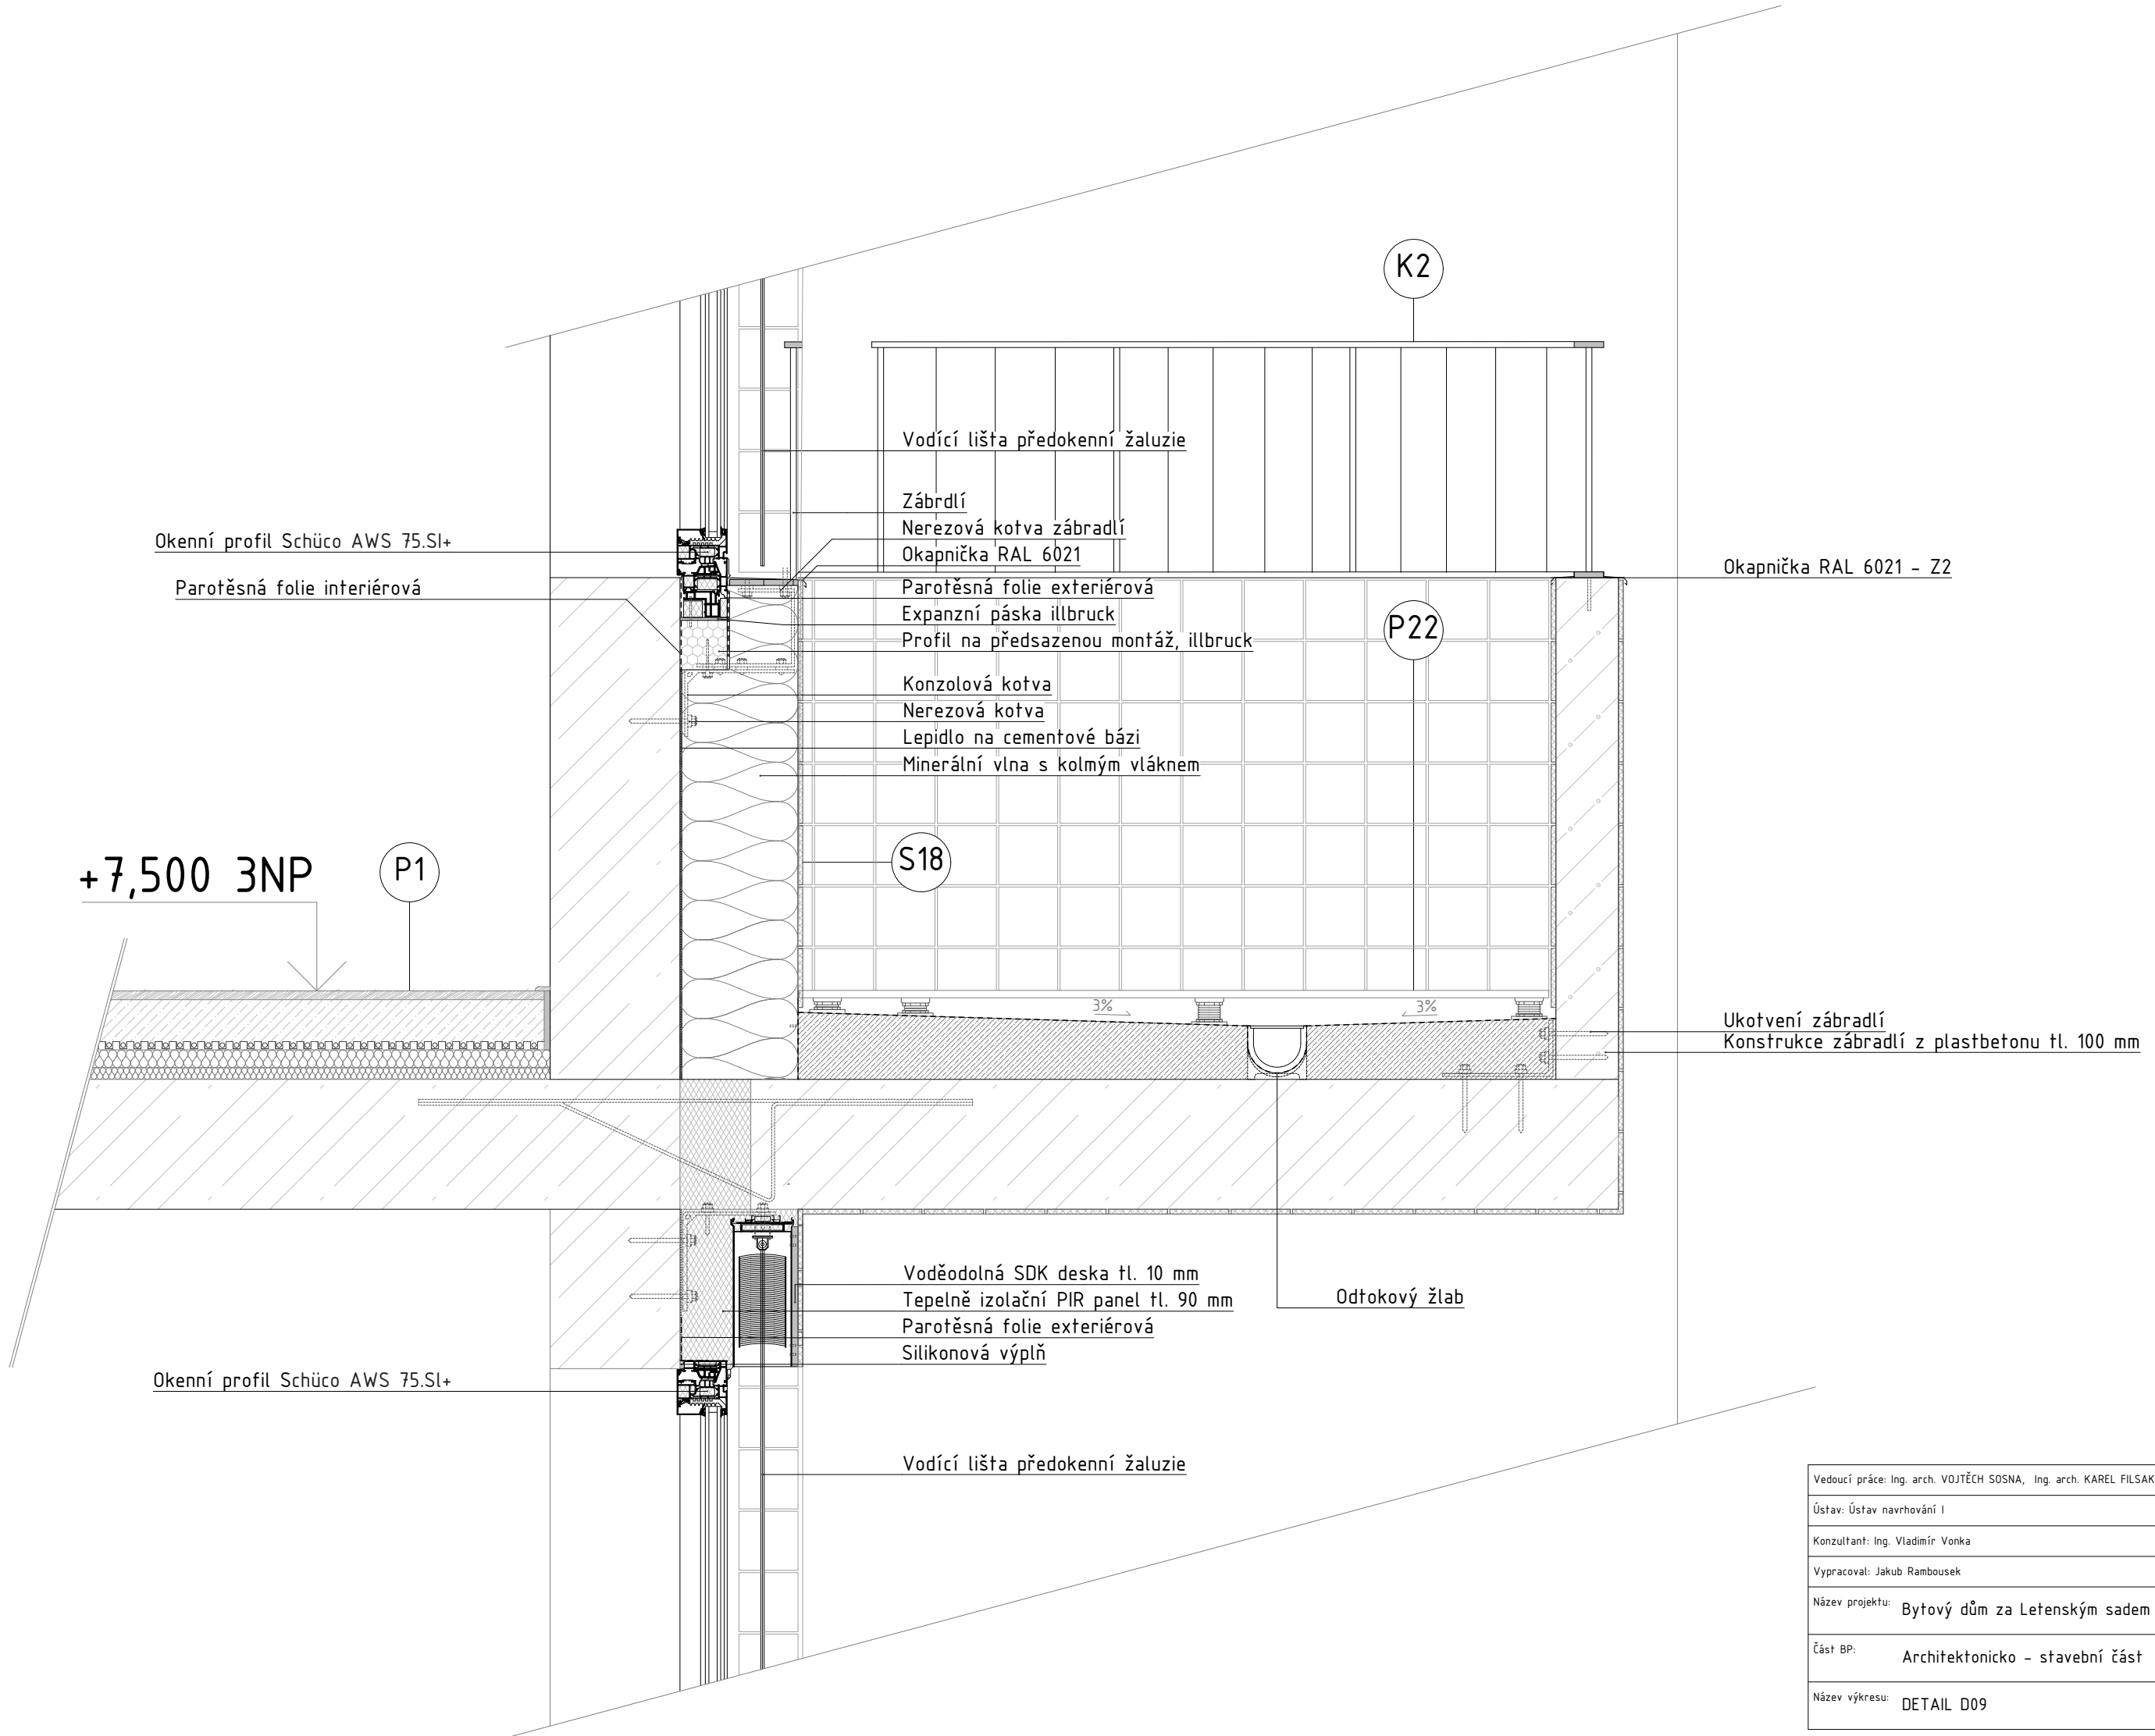 K2
Vodící lišta předokenní žaluzie
Zábrdlí
Nerezová kotva zábradlí
Okapnička RAL 6021
Okenní profil Schüco AWS 75.SI+
Parotěsná folie interiérová
Parotěsná folie exteriérová
Expanzní páska illbruck
Profil na předsazenou montáž, illbruck
Okapnička RAL 6021 - Z2
P22
Konzolová kotva
Nerezová kotva
Lepidlo na cementové bázi
Minerální vlna s kolmým vláknem
S18
+7,500 3NP
P1
3%
3%
Ukotvení zábradlí
Konstrukce zábradlí z plastbetonu tl. 100 mm
Voděodolná SDK deska tl. 10 mm
Tepelně izolační PIR panel tl. 90 mm
Parotěsná folie exteriérová
Silikonová výplň
Odtokový žlab
Okenní profil Schüco AWS 75.SI+
Vodící lišta předokenní žaluzie
Vedoucí práce: Ing. arch. VOJTĚCH SOSNA, Ing. arch. KAREL FILSAK
Ústav: Ústav navrhování I
Konzultant: Ing. Vladimír Vonka
Vypracoval: Jakub Rambousek
Název projektu: Bytový dům za Letenským sadem
Část BP: Architektonicko - stavební část
Název výkresu: DETAIL D09